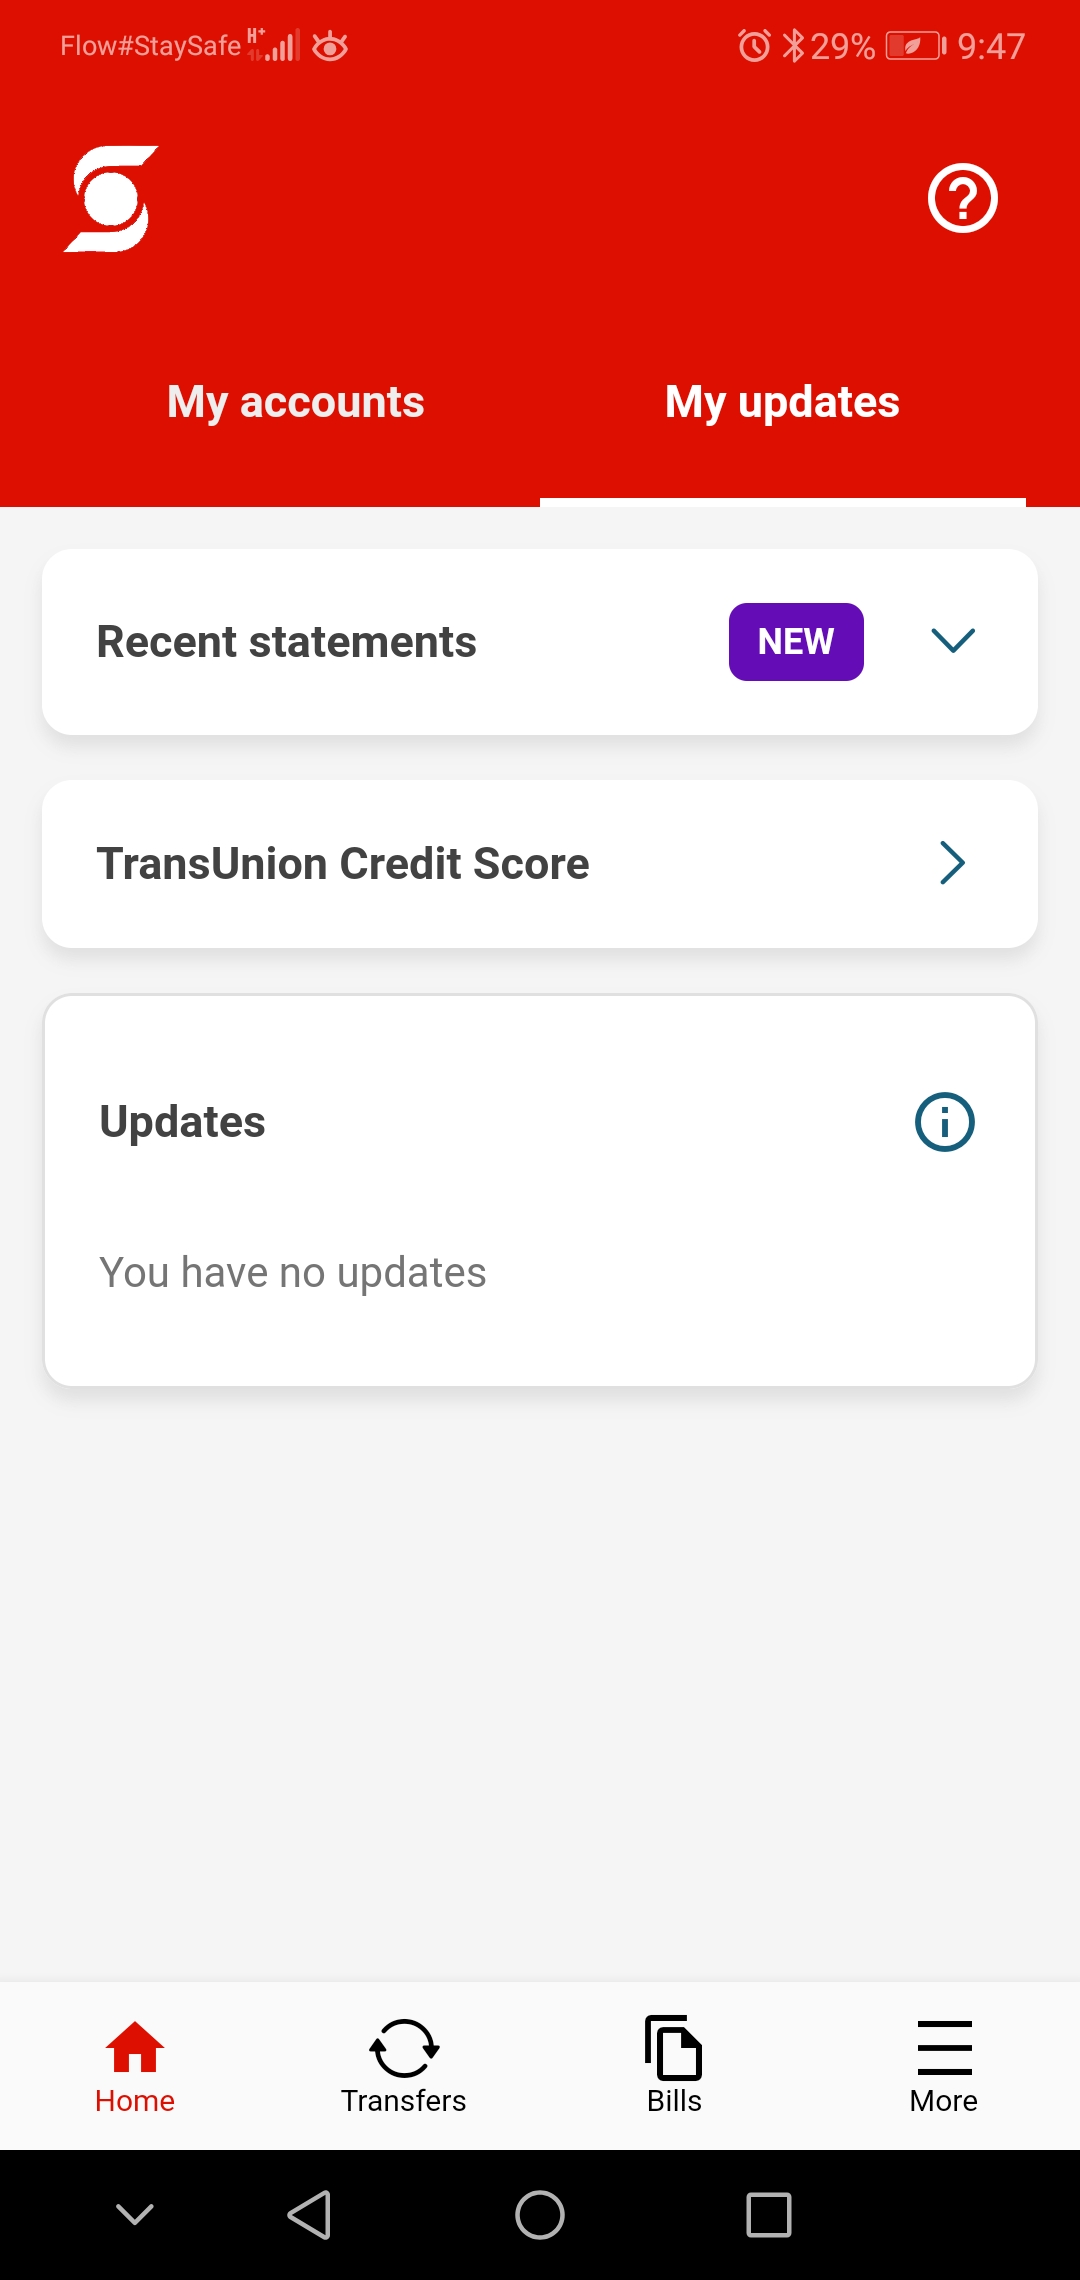 Flow#StaySafe H+ 29% 9:47
My accounts My updates
Recent statements NEW
TransUnion Credit Score
Updates
You have no updates
Home Transfers Bills More